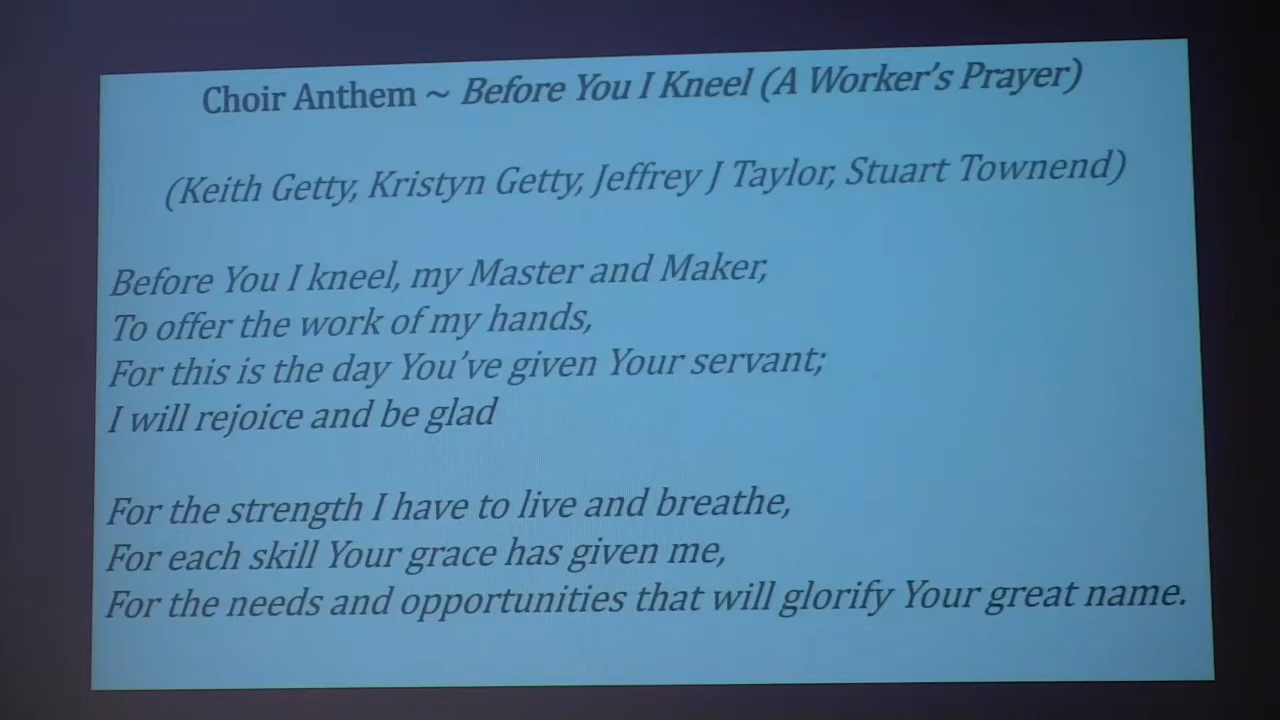 Choir Anthem ~ Before You I Kneel (A Worker's Prayer)
(Keith Getty, Kristyn Getty, Jeffrey J Taylor, Stuart Townend)
Before You I kneel, my Master and Maker,
To offer the work of my hands,
For this is the day You've given Your servant;
I will rejoice and be glad
For the strength I have to live and breathe,
For each skill Your grace has given me,
For the needs and opportunities that will glorify Your great name.